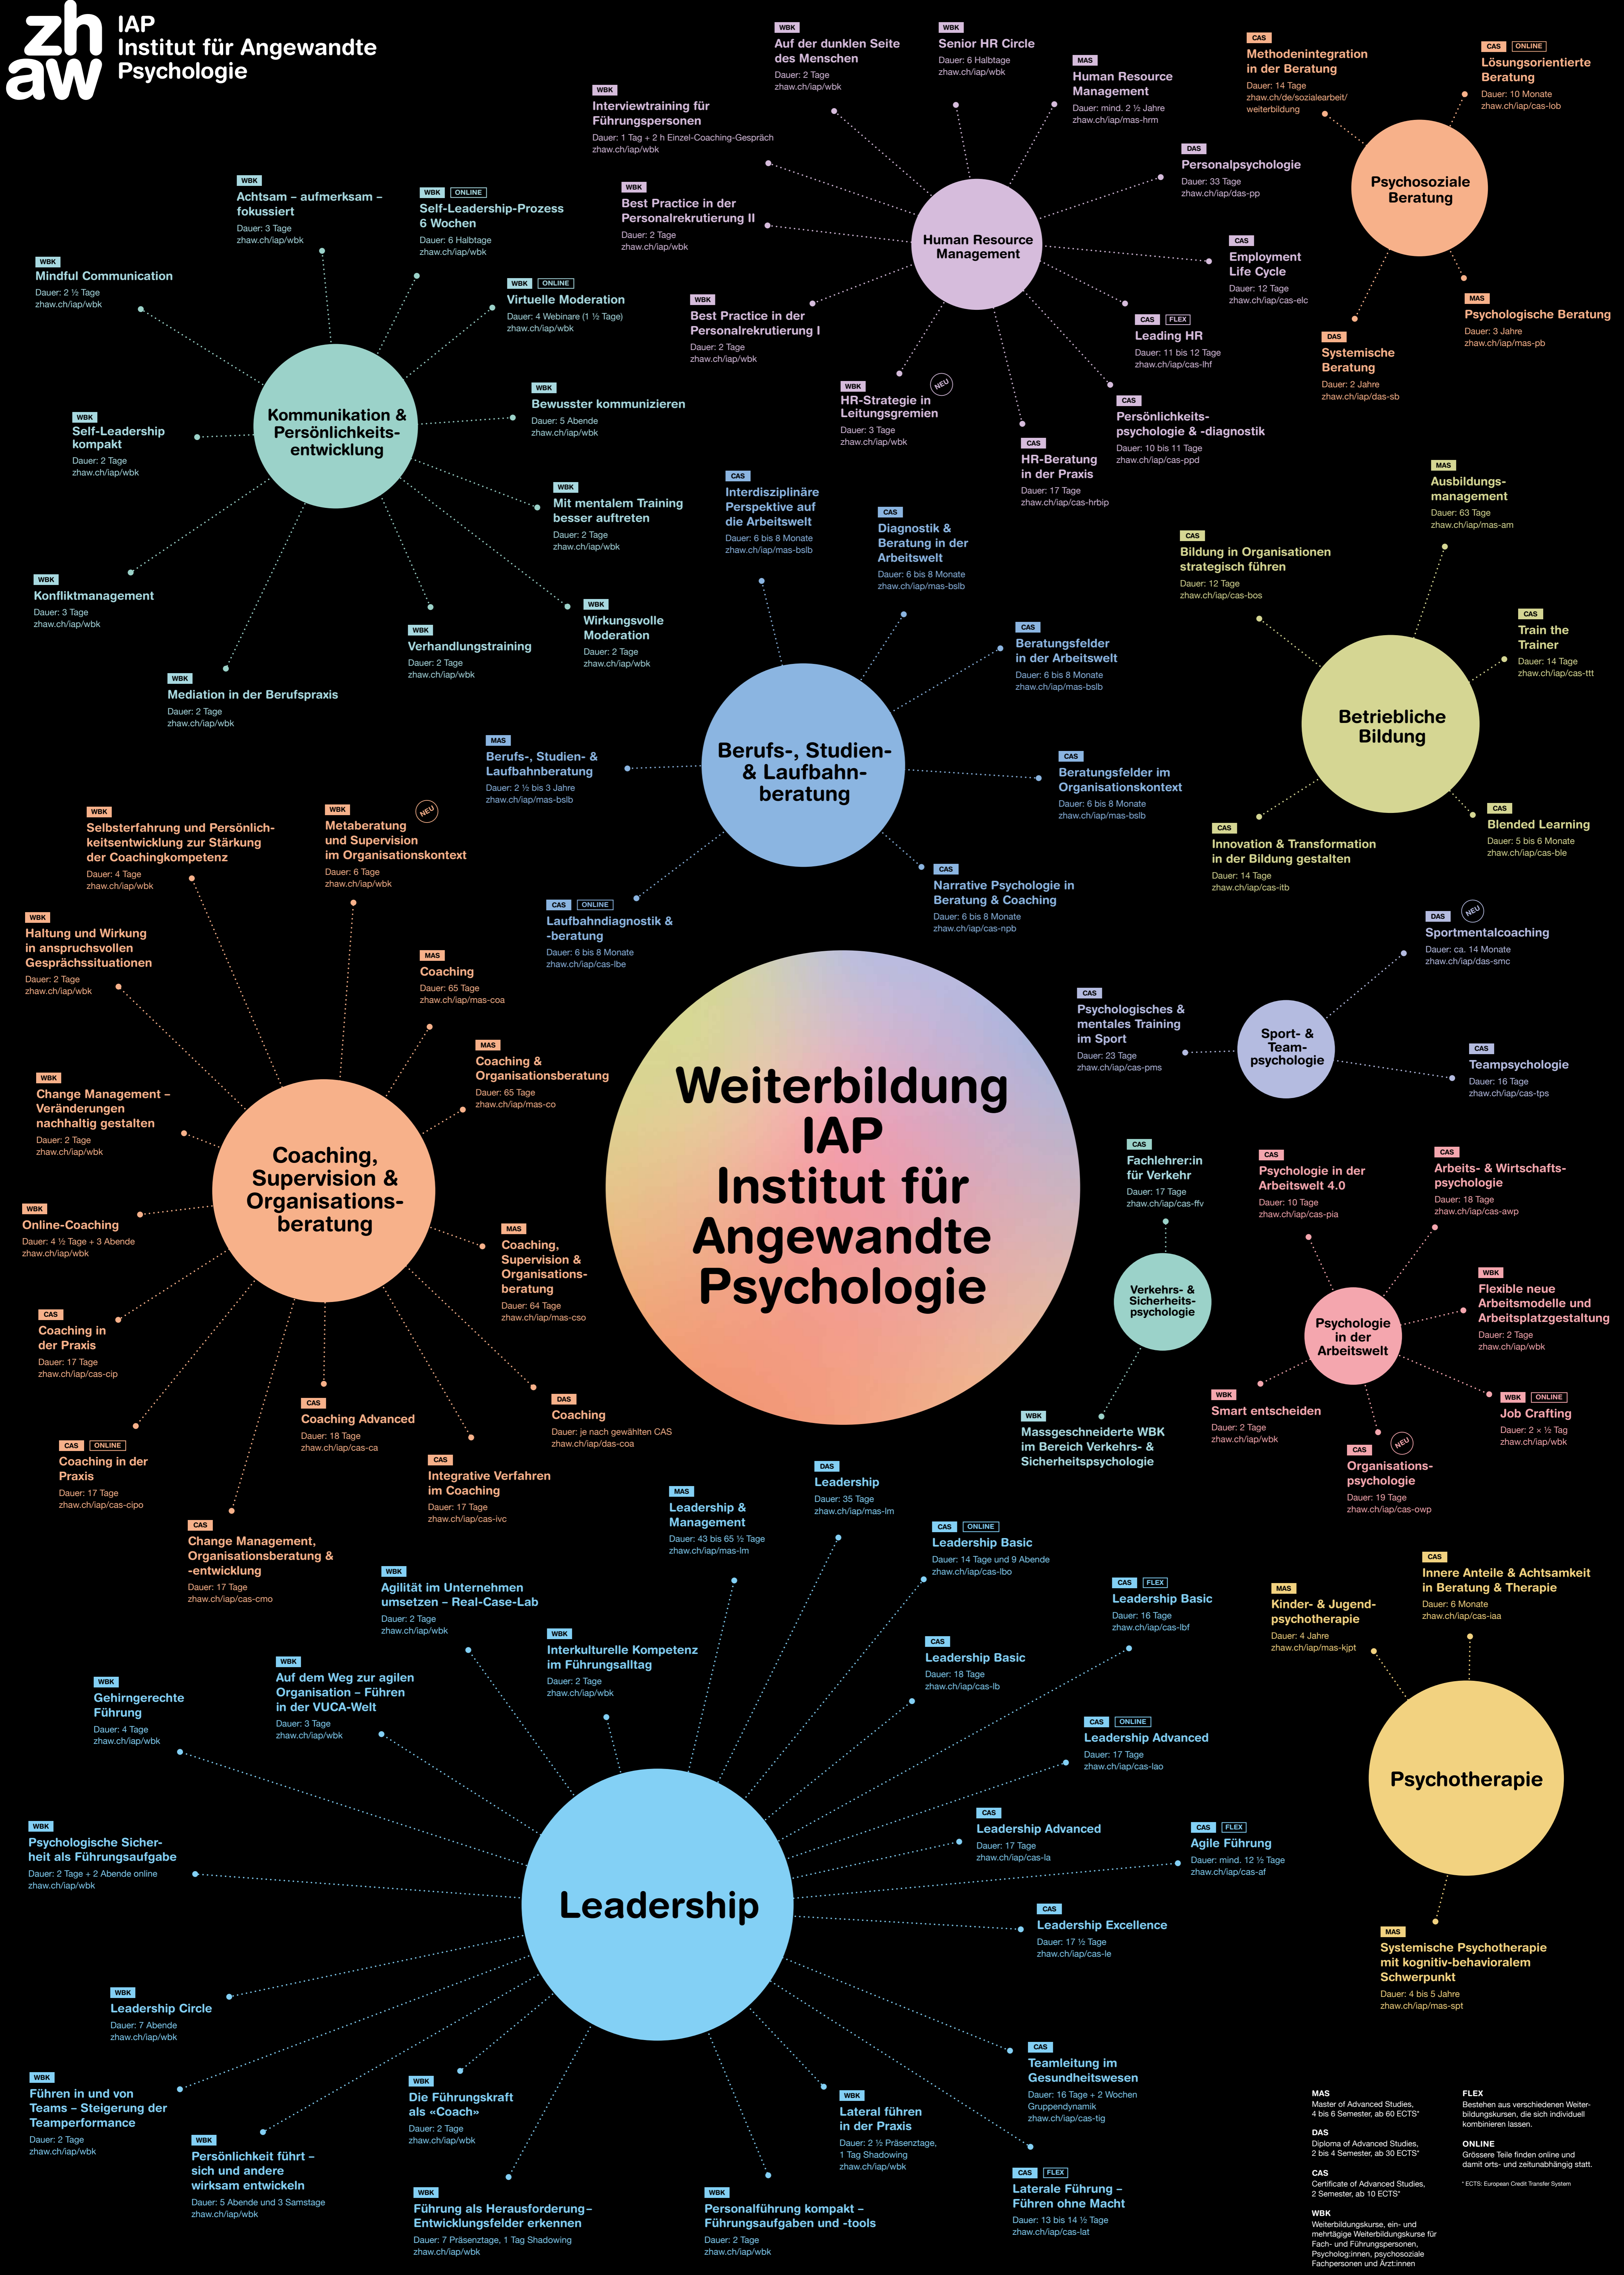 zh
aw
IAP
Institut für Angewandte
Psychologie
WBK
Auf der dunklen Seite
des Menschen
Dauer: 2 Tage
zhaw.ch/iap/wbk
WBK
Senior HR Circle
Dauer: 6 Halbtage
zhaw.ch/iap/wbk
MAS
Human Resource
Management
Dauer: mind. 2 ½ Jahre
zhaw.ch/iap/mas-hrm
WBK
Interviewtraining für
Führungspersonen
Dauer: 1 Tag + 2 h Einzel-Coaching-Gespräch
zhaw.ch/iap/wbk
DAS
Personalpsychologie
Dauer: 33 Tage
zhaw.ch/iap/das-pp
WBK
Best Practice in der
Personalrekrutierung II
Dauer: 2 Tage
zhaw.ch/iap/wbk
Human Resource
Management
CAS
Employment
Life Cycle
Dauer: 12 Tage
zhaw.ch/iap/cas-elc
WBK
Best Practice in der
Personalrekrutierung I
Dauer: 2 Tage
zhaw.ch/iap/wbk
CAS FLEX
Leading HR
Dauer: 11 bis 12 Tage
zhaw.ch/iap/cas-lhf
WBK NEU
HR-Strategie in
Leitungsgremien
Dauer: 3 Tage
zhaw.ch/iap/wbk
CAS
Persönlichkeits-
psychologie & -diagnostik
Dauer: 10 bis 11 Tage
zhaw.ch/iap/cas-ppd
CAS
HR-Beratung
in der Praxis
Dauer: 17 Tage
zhaw.ch/iap/cas-hrbip
CAS
Methodenintegration
in der Beratung
Dauer: 14 Tage
zhaw.ch/de/sozialearbeit/
weiterbildung
CAS ONLINE
Lösungsorientierte
Beratung
Dauer: 10 Monate
zhaw.ch/iap/cas-lob
Psychosoziale
Beratung
MAS
Psychologische Beratung
Dauer: 3 Jahre
zhaw.ch/iap/mas-pb
DAS
Systemische
Beratung
Dauer: 2 Jahre
zhaw.ch/iap/das-sb
WBK
Achtsam – aufmerksam –
fokussiert
Dauer: 3 Tage
zhaw.ch/iap/wbk
WBK ONLINE
Self-Leadership-Prozess
6 Wochen
Dauer: 6 Halbtage
zhaw.ch/iap/wbk
WBK
Mindful Communication
Dauer: 2 ½ Tage
zhaw.ch/iap/wbk
WBK ONLINE
Virtuelle Moderation
Dauer: 4 Webinare (1 ½ Tage)
zhaw.ch/iap/wbk
Kommunikation &
Persönlichkeits-
entwicklung
WBK
Bewusster kommunizieren
Dauer: 5 Abende
zhaw.ch/iap/wbk
WBK
Self-Leadership
kompakt
Dauer: 2 Tage
zhaw.ch/iap/wbk
WBK
Mit mentalem Training
besser auftreten
Dauer: 2 Tage
zhaw.ch/iap/wbk
WBK
Konfliktmanagement
Dauer: 3 Tage
zhaw.ch/iap/wbk
WBK
Wirkungsvolle
Moderation
Dauer: 2 Tage
zhaw.ch/iap/wbk
WBK
Verhandlungstraining
Dauer: 2 Tage
zhaw.ch/iap/wbk
WBK
Mediation in der Berufspraxis
Dauer: 2 Tage
zhaw.ch/iap/wbk
CAS
Interdisziplinäre
Perspektive auf
die Arbeitswelt
Dauer: 6 bis 8 Monate
zhaw.ch/iap/mas-bslb
CAS
Diagnostik &
Beratung in der
Arbeitswelt
Dauer: 6 bis 8 Monate
zhaw.ch/iap/mas-bslb
CAS
Beratungsfelder
in der Arbeitswelt
Dauer: 6 bis 8 Monate
zhaw.ch/iap/mas-bslb
MAS
Berufs-, Studien- &
Laufbahnberatung
Dauer: 2 ½ bis 3 Jahre
zhaw.ch/iap/mas-bslb
Berufs-, Studien-
& Laufbahn-
beratung
CAS
Beratungsfelder im
Organisationskontext
Dauer: 6 bis 8 Monate
zhaw.ch/iap/mas-bslb
CAS ONLINE
Laufbahndiagnostik &
-beratung
Dauer: 6 bis 8 Monate
zhaw.ch/iap/cas-lbe
CAS
Narrative Psychologie in
Beratung & Coaching
Dauer: 6 bis 8 Monate
zhaw.ch/iap/cas-npb
MAS
Ausbildungs-
management
Dauer: 63 Tage
zhaw.ch/iap/mas-am
CAS
Bildung in Organisationen
strategisch führen
Dauer: 12 Tage
zhaw.ch/iap/cas-bos
CAS
Train the
Trainer
Dauer: 14 Tage
zhaw.ch/iap/cas-ttt
Betriebliche
Bildung
CAS
Blended Learning
Dauer: 5 bis 6 Monate
zhaw.ch/iap/cas-ble
CAS
Innovation & Transformation
in der Bildung gestalten
Dauer: 14 Tage
zhaw.ch/iap/cas-itb
WBK
Selbsterfahrung und Persönlich-
keitsentwicklung zur Stärkung
der Coachingkompetenz
Dauer: 4 Tage
zhaw.ch/iap/wbk
WBK NEU
Metaberatung
und Supervision
im Organisationskontext
Dauer: 6 Tage
zhaw.ch/iap/wbk
WBK
Haltung und Wirkung
in anspruchsvollen
Gesprächssituationen
Dauer: 2 Tage
zhaw.ch/iap/wbk
MAS
Coaching
Dauer: 65 Tage
zhaw.ch/iap/mas-coa
MAS
Coaching &
Organisationsberatung
Dauer: 65 Tage
zhaw.ch/iap/mas-co
WBK
Change Management –
Veränderungen
nachhaltig gestalten
Dauer: 2 Tage
zhaw.ch/iap/wbk
Coaching,
Supervision &
Organisations-
beratung
WBK
Online-Coaching
Dauer: 4 ½ Tage + 3 Abende
zhaw.ch/iap/wbk
MAS
Coaching,
Supervision &
Organisations-
beratung
Dauer: 64 Tage
zhaw.ch/iap/mas-cso
CAS
Coaching in
der Praxis
Dauer: 17 Tage
zhaw.ch/iap/cas-cip
CAS
Coaching Advanced
Dauer: 18 Tage
zhaw.ch/iap/cas-ca
DAS
Coaching
Dauer: je nach gewählten CAS
zhaw.ch/iap/das-coa
CAS ONLINE
Coaching in der
Praxis
Dauer: 17 Tage
zhaw.ch/iap/cas-cipo
CAS
Integrative Verfahren
im Coaching
Dauer: 17 Tage
zhaw.ch/iap/cas-ivc
CAS
Change Management,
Organisationsberatung &
-entwicklung
Dauer: 17 Tage
zhaw.ch/iap/cas-cmo
Weiterbildung
IAP
Institut für
Angewandte
Psychologie
DAS NEU
Sportmentalcoaching
Dauer: ca. 14 Monate
zhaw.ch/iap/das-smc
CAS
Psychologisches &
mentales Training
im Sport
Dauer: 23 Tage
zhaw.ch/iap/cas-pms
Sport- &
Team-
psychologie
CAS
Teampsychologie
Dauer: 16 Tage
zhaw.ch/iap/cas-tps
CAS
Fachlehrer:in
für Verkehr
Dauer: 17 Tage
zhaw.ch/iap/cas-ffv
Verkehrs- &
Sicherheits-
psychologie
WBK
Massgeschneiderte WBK
im Bereich Verkehrs- &
Sicherheitspsychologie
CAS
Psychologie in der
Arbeitswelt 4.0
Dauer: 10 Tage
zhaw.ch/iap/cas-pia
CAS
Arbeits- & Wirtschafts-
psychologie
Dauer: 18 Tage
zhaw.ch/iap/cas-awp
WBK
Flexible neue
Arbeitsmodelle und
Arbeitsplatzgestaltung
Dauer: 2 Tage
zhaw.ch/iap/wbk
Psychologie
in der
Arbeitswelt
WBK
Smart entscheiden
Dauer: 2 Tage
zhaw.ch/iap/wbk
WBK ONLINE
Job Crafting
Dauer: 2 × ½ Tag
zhaw.ch/iap/wbk
CAS NEU
Organisations-
psychologie
Dauer: 19 Tage
zhaw.ch/iap/cas-owp
MAS
Leadership &
Management
Dauer: 43 bis 65 ½ Tage
zhaw.ch/iap/mas-lm
DAS
Leadership
Dauer: 35 Tage
zhaw.ch/iap/mas-lm
CAS ONLINE
Leadership Basic
Dauer: 14 Tage und 9 Abende
zhaw.ch/iap/cas-lbo
CAS FLEX
Leadership Basic
Dauer: 16 Tage
zhaw.ch/iap/cas-lbf
WBK
Agilität im Unternehmen
umsetzen – Real-Case-Lab
Dauer: 2 Tage
zhaw.ch/iap/wbk
WBK
Interkulturelle Kompetenz
im Führungsalltag
Dauer: 2 Tage
zhaw.ch/iap/wbk
CAS
Leadership Basic
Dauer: 18 Tage
zhaw.ch/iap/cas-lb
WBK
Auf dem Weg zur agilen
Organisation – Führen
in der VUCA-Welt
Dauer: 3 Tage
zhaw.ch/iap/wbk
WBK
Gehirngerechte
Führung
Dauer: 4 Tage
zhaw.ch/iap/wbk
CAS ONLINE
Leadership Advanced
Dauer: 17 Tage
zhaw.ch/iap/cas-lao
CAS
Leadership Advanced
Dauer: 17 Tage
zhaw.ch/iap/cas-la
WBK
Psychologische Sicher-
heit als Führungsaufgabe
Dauer: 2 Tage + 2 Abende online
zhaw.ch/iap/wbk
CAS FLEX
Agile Führung
Dauer: mind. 12 ½ Tage
zhaw.ch/iap/cas-af
Leadership
CAS
Leadership Excellence
Dauer: 17 ½ Tage
zhaw.ch/iap/cas-le
WBK
Leadership Circle
Dauer: 7 Abende
zhaw.ch/iap/wbk
CAS
Teamleitung im
Gesundheitswesen
Dauer: 16 Tage + 2 Wochen
Gruppendynamik
zhaw.ch/iap/cas-tig
WBK
Führen in und von
Teams – Steigerung der
Teamperformance
Dauer: 2 Tage
zhaw.ch/iap/wbk
WBK
Die Führungskraft
als «Coach»
Dauer: 2 Tage
zhaw.ch/iap/wbk
WBK
Lateral führen
in der Praxis
Dauer: 2 ½ Präsenztage,
1 Tag Shadowing
zhaw.ch/iap/wbk
WBK
Persönlichkeit führt –
sich und andere
wirksam entwickeln
Dauer: 5 Abende und 3 Samstage
zhaw.ch/iap/wbk
CAS FLEX
Laterale Führung –
Führen ohne Macht
Dauer: 13 bis 14 ½ Tage
zhaw.ch/iap/cas-lat
WBK
Führung als Herausforderung –
Entwicklungsfelder erkennen
Dauer: 7 Präsenztage, 1 Tag Shadowing
zhaw.ch/iap/wbk
WBK
Personalführung kompakt –
Führungsaufgaben und -tools
Dauer: 2 Tage
zhaw.ch/iap/wbk
CAS
Innere Anteile & Achtsamkeit
in Beratung & Therapie
Dauer: 6 Monate
zhaw.ch/iap/cas-iaa
MAS
Kinder- & Jugend-
psychotherapie
Dauer: 4 Jahre
zhaw.ch/iap/mas-kjpt
Psychotherapie
MAS
Systemische Psychotherapie
mit kognitiv-behavioralem
Schwerpunkt
Dauer: 4 bis 5 Jahre
zhaw.ch/iap/mas-spt
MAS
Master of Advanced Studies,
4 bis 6 Semester, ab 60 ECTS*
DAS
Diploma of Advanced Studies,
2 bis 4 Semester, ab 30 ECTS*
CAS
Certificate of Advanced Studies,
2 Semester, ab 10 ECTS*
WBK
Weiterbildungskurse, ein- und
mehrtägige Weiterbildungskurse für
Fach- und Führungspersonen,
Psycholog:innen, psychosoziale
Fachpersonen und Ärzt:innen
FLEX
Bestehen aus verschiedenen Weiter-
bildungskursen, die sich individuell
kombinieren lassen.
ONLINE
Grössere Teile finden online und
damit orts- und zeitunabhängig statt.
* ECTS: European Credit Transfer System